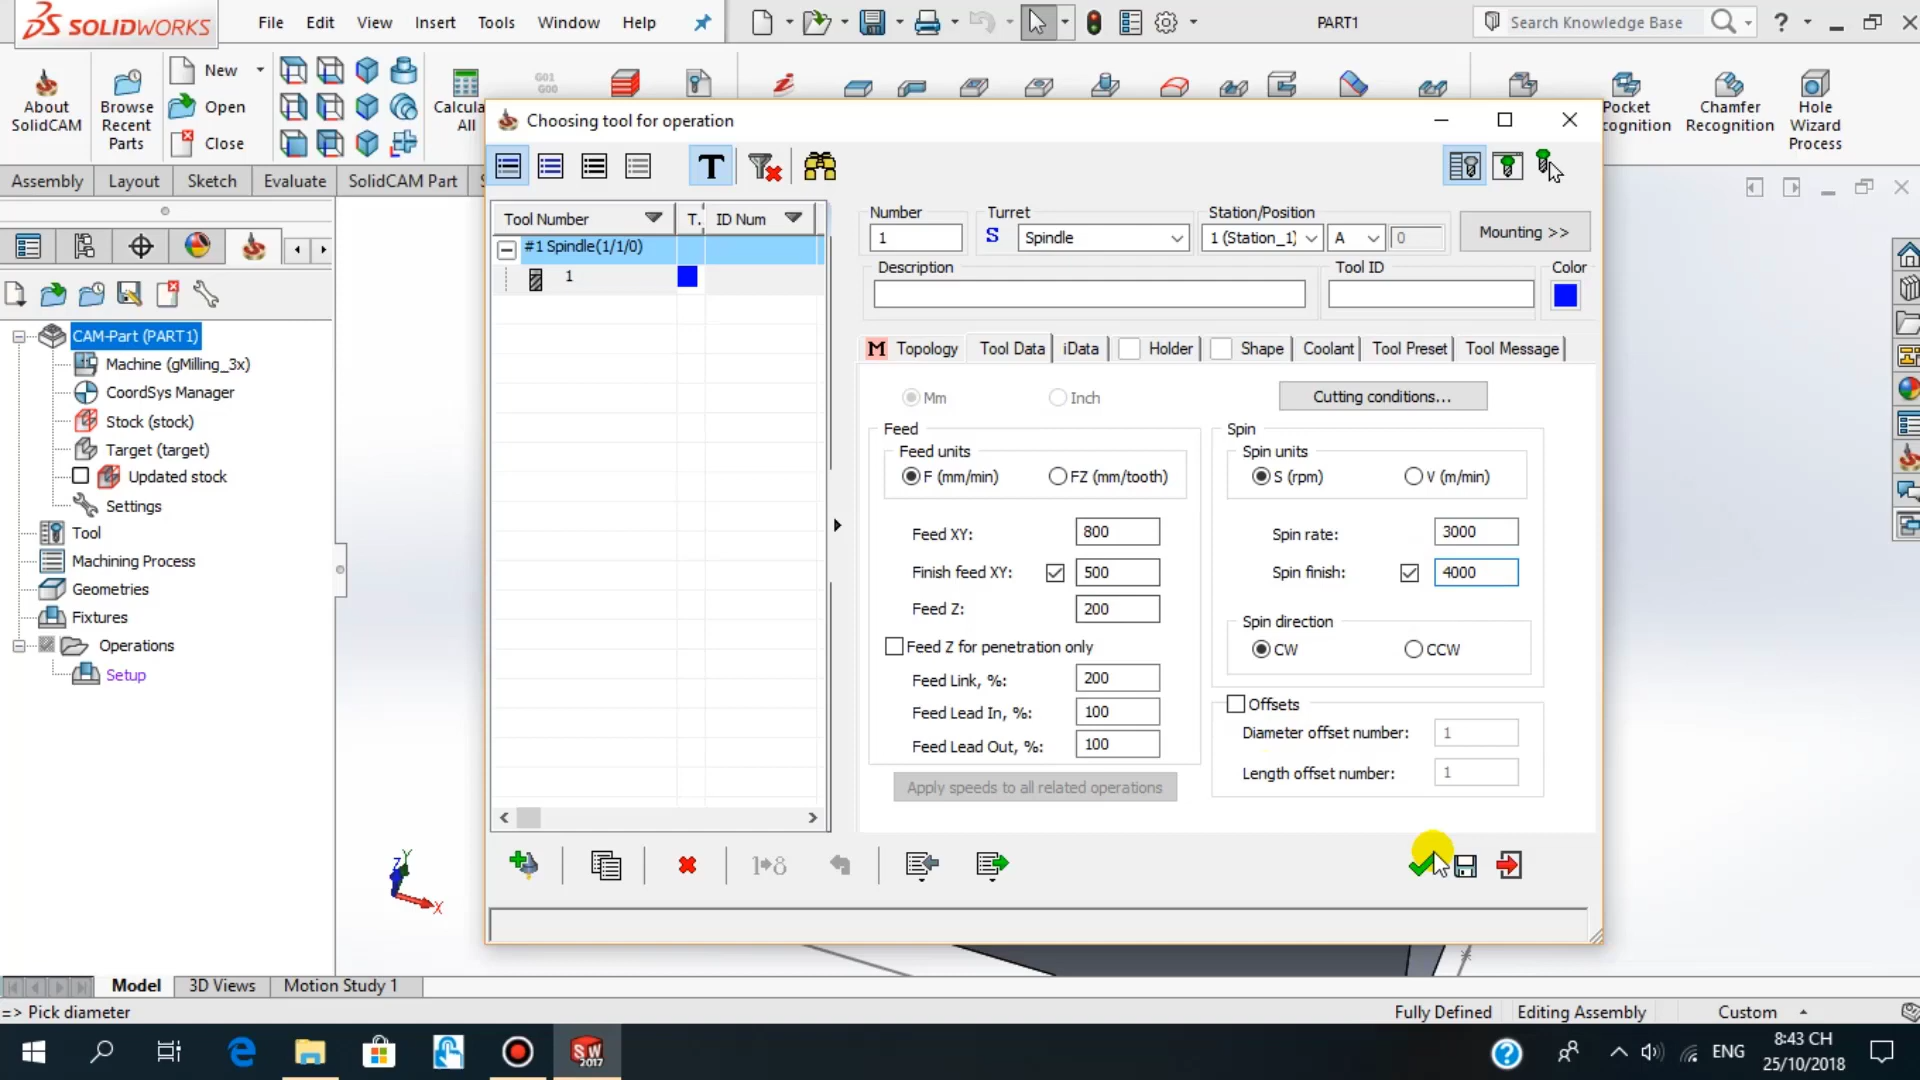 SOLIDWORKS
File Edit View Insert Tools Window Help
PART1
Search Knowledge Base
About SolidCAM
Browse Recent Parts
New
Open
Close
Calcula
All
G01
G00
Pocket
cognition
Chamfer Recognition
Hole Wizard Process
Assembly Layout Sketch Evaluate SolidCAM Part S
Choosing tool for operation
Tool Number T. ID Num
#1 Spindle(1/1/0)
1
Number
1
Turret
S Spindle
Station/Position
1 (Station_1) A 0
Mounting >>
Description
Tool ID
Color
M Topology Tool Data iData Holder Shape Coolant Tool Preset Tool Message
Mm Inch
Cutting conditions...
Feed
Feed units
F (mm/min) FZ (mm/tooth)
Feed XY: 800
Finish feed XY: 500
Feed Z: 200
Feed Z for penetration only
Feed Link, %: 200
Feed Lead In, %: 100
Feed Lead Out, %: 100
Apply speeds to all related operations
Spin
Spin units
S (rpm) V (m/min)
Spin rate: 3000
Spin finish: 4000
Spin direction
CW CCW
Offsets
Diameter offset number: 1
Length offset number: 1
CAM-Part (PART1)
Machine (gMilling_3x)
CoordSys Manager
Stock (stock)
Target (target)
Updated stock
Settings
Tool
Machining Process
Geometries
Fixtures
Operations
Setup
Z Y
X
Model 3D Views Motion Study 1
=> Pick diameter
Fully Defined Editing Assembly Custom
SW
2017
ENG
8:43 CH
25/10/2018